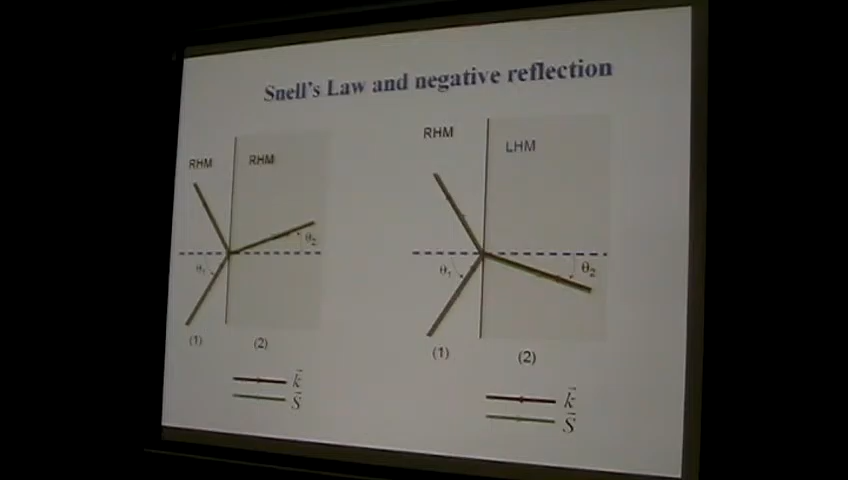 Snell's Law and negative reflection
RHM
RHM
θ₁
θ₂
(1)
(2)
k⃗
S⃗
RHM
LHM
θ₁
θ₂
(1)
(2)
k⃗
S⃗